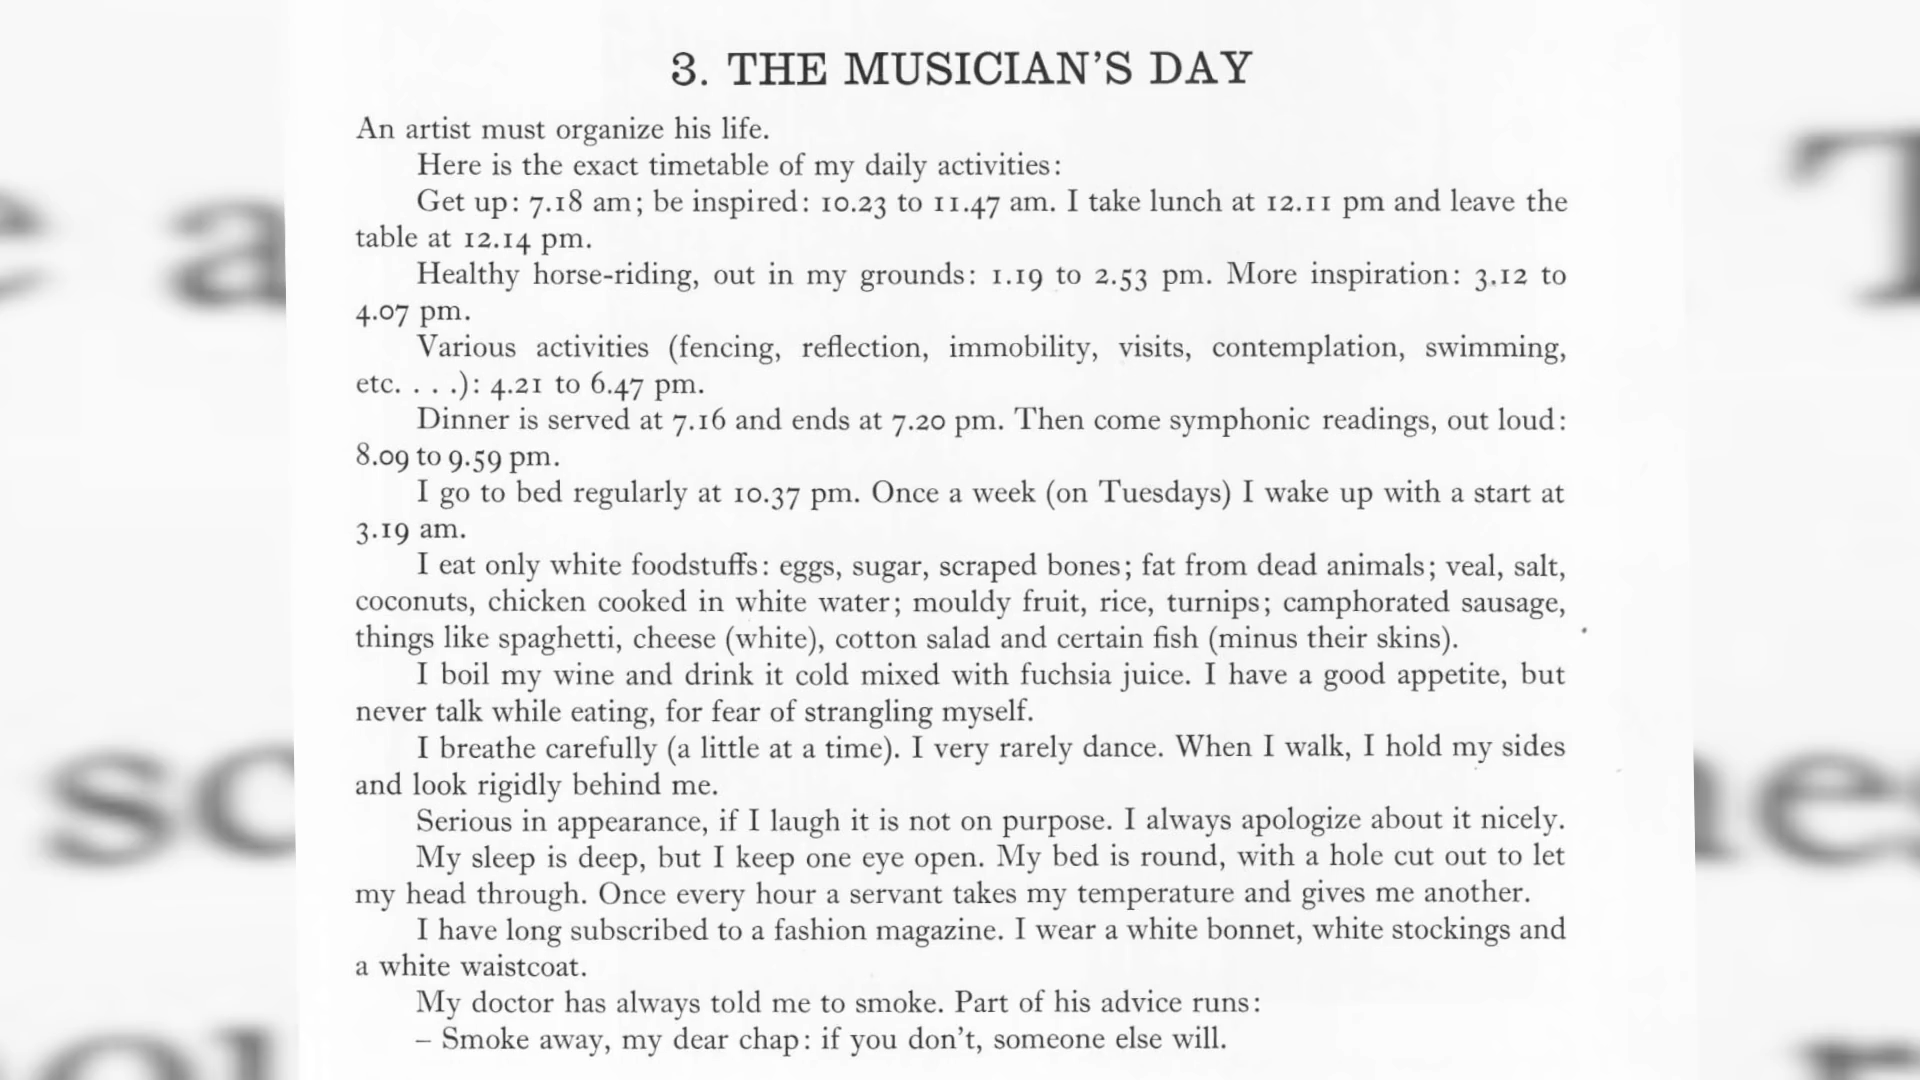 3. THE MUSICIAN'S DAY
An artist must organize his life.
Here is the exact timetable of my daily activities:
Get up: 7.18 am; be inspired: 10.23 to 11.47 am. I take lunch at 12.11 pm and leave the
table at 12.14 pm.
Healthy horse-riding, out in my grounds: 1.19 to 2.53 pm. More inspiration: 3.12 to
4.07 pm.
Various activities (fencing, reflection, immobility, visits, contemplation, swimming,
etc. . . .): 4.21 to 6.47 pm.
Dinner is served at 7.16 and ends at 7.20 pm. Then come symphonic readings, out loud:
8.09 to 9.59 pm.
I go to bed regularly at 10.37 pm. Once a week (on Tuesdays) I wake up with a start at
3.19 am.
I eat only white foodstuffs: eggs, sugar, scraped bones; fat from dead animals; veal, salt,
coconuts, chicken cooked in white water; mouldy fruit, rice, turnips; camphorated sausage,
things like spaghetti, cheese (white), cotton salad and certain fish (minus their skins).
I boil my wine and drink it cold mixed with fuchsia juice. I have a good appetite, but
never talk while eating, for fear of strangling myself.
I breathe carefully (a little at a time). I very rarely dance. When I walk, I hold my sides
and look rigidly behind me.
Serious in appearance, if I laugh it is not on purpose. I always apologize about it nicely.
My sleep is deep, but I keep one eye open. My bed is round, with a hole cut out to let
my head through. Once every hour a servant takes my temperature and gives me another.
I have long subscribed to a fashion magazine. I wear a white bonnet, white stockings and
a white waistcoat.
My doctor has always told me to smoke. Part of his advice runs:
– Smoke away, my dear chap: if you don't, someone else will.